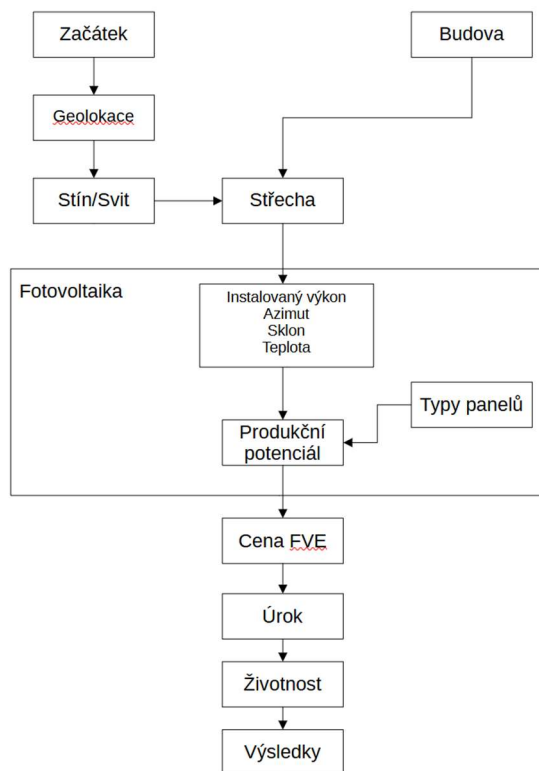 Začátek
Budova
Geolokace
Stín/Svit
Střecha
Fotovoltaika
Instalovaný výkon
Azimut
Sklon
Teplota
Typy panelů
Produkční
potenciál
Cena FVE
Úrok
Životnost
Výsledky